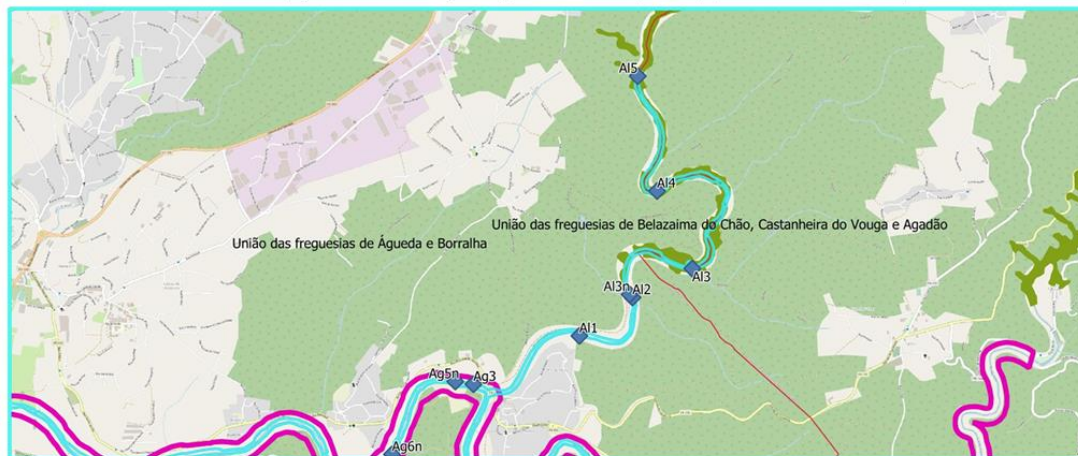 Al5
Al4
União das freguesias de Belazaima do Chão, Castanheira do Vouga e Agadão
União das freguesias de Águeda e Borralha
Al3
Al3n
Al2
Al1
Ag5n
Ag3
Ag6n